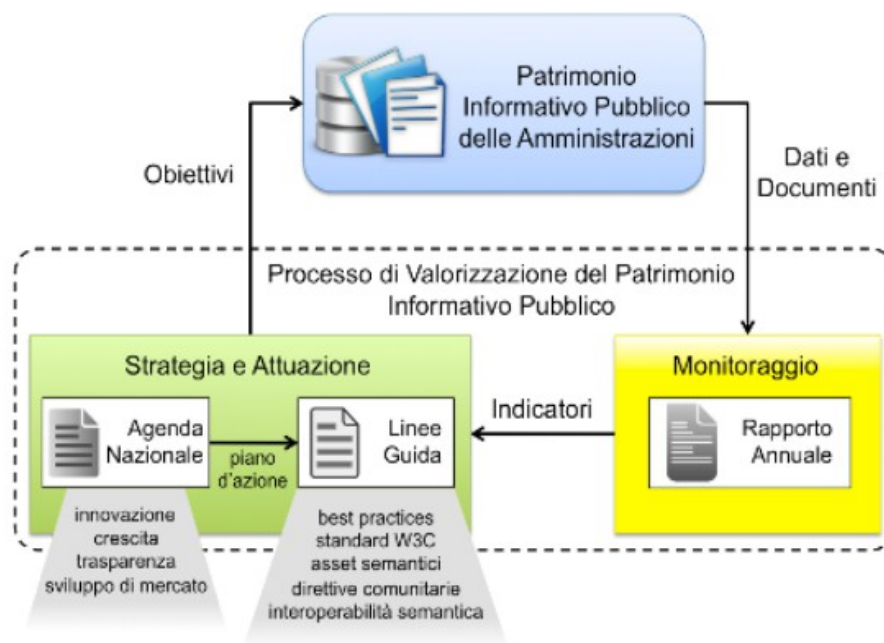 Patrimonio
Informativo Pubblico
delle Amministrazioni
Obiettivi
Dati e
Documenti
Processo di Valorizzazione del Patrimonio
Informativo Pubblico
Strategia e Attuazione
Agenda
Nazionale
piano
d'azione
Linee
Guida
Indicatori
Monitoraggio
Rapporto
Annuale
innovazione
crescita
trasparenza
sviluppo di mercato
best practices
standard W3C
asset semantici
direttive comunitarie
interoperabilità semantica